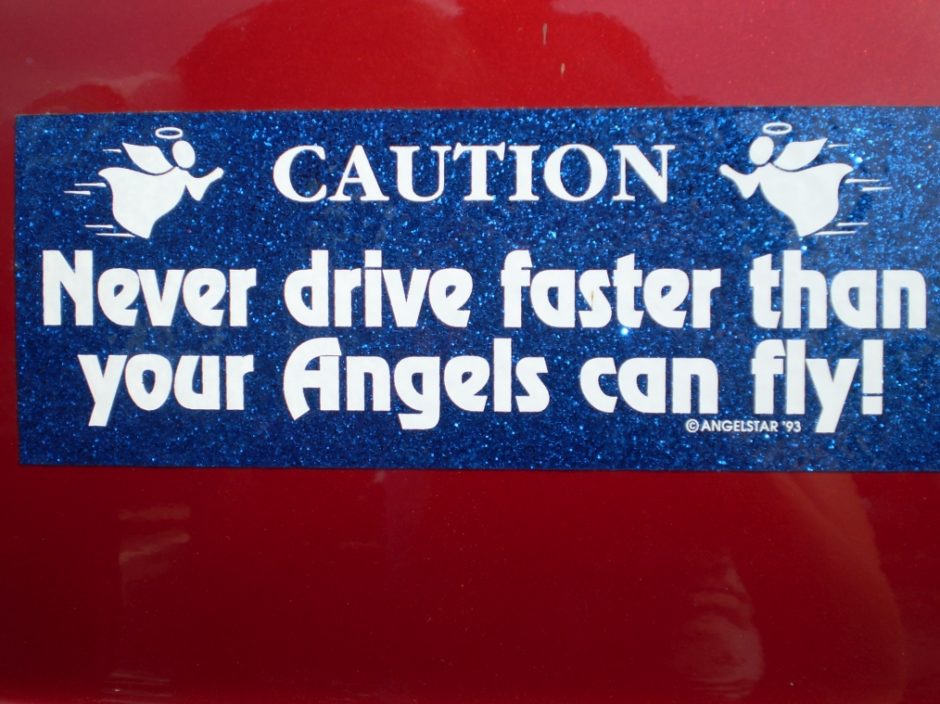 CAUTION
Never drive faster than
your Angels can fly!
© ANGELSTAR '93